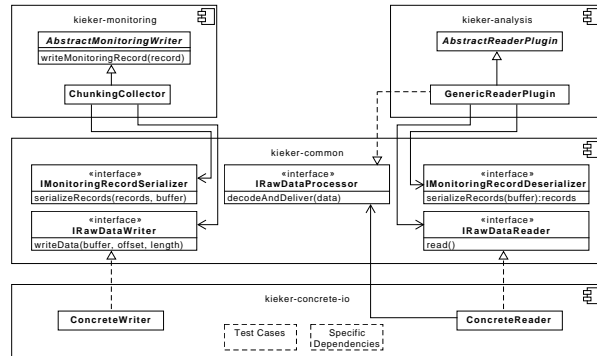 kieker-monitoring
AbstractMonitoringWriter
writeMonitoringRecord(record)
ChunkingCollector
kieker-analysis
AbstractReaderPlugin
GenericReaderPlugin
kieker-common
«interface»
IMonitoringRecordSerializer
serializeRecords(records, buffer)
«interface»
IRawDataProcessor
decodeAndDeliver(data)
«interface»
IMonitoringRecordDeserializer
serializeRecords(buffer):records
«interface»
IRawDataWriter
writeData(buffer, offset, length)
«interface»
IRawDataReader
read()
kieker-concrete-io
ConcreteWriter
Test Cases
Specific
Dependencies
ConcreteReader